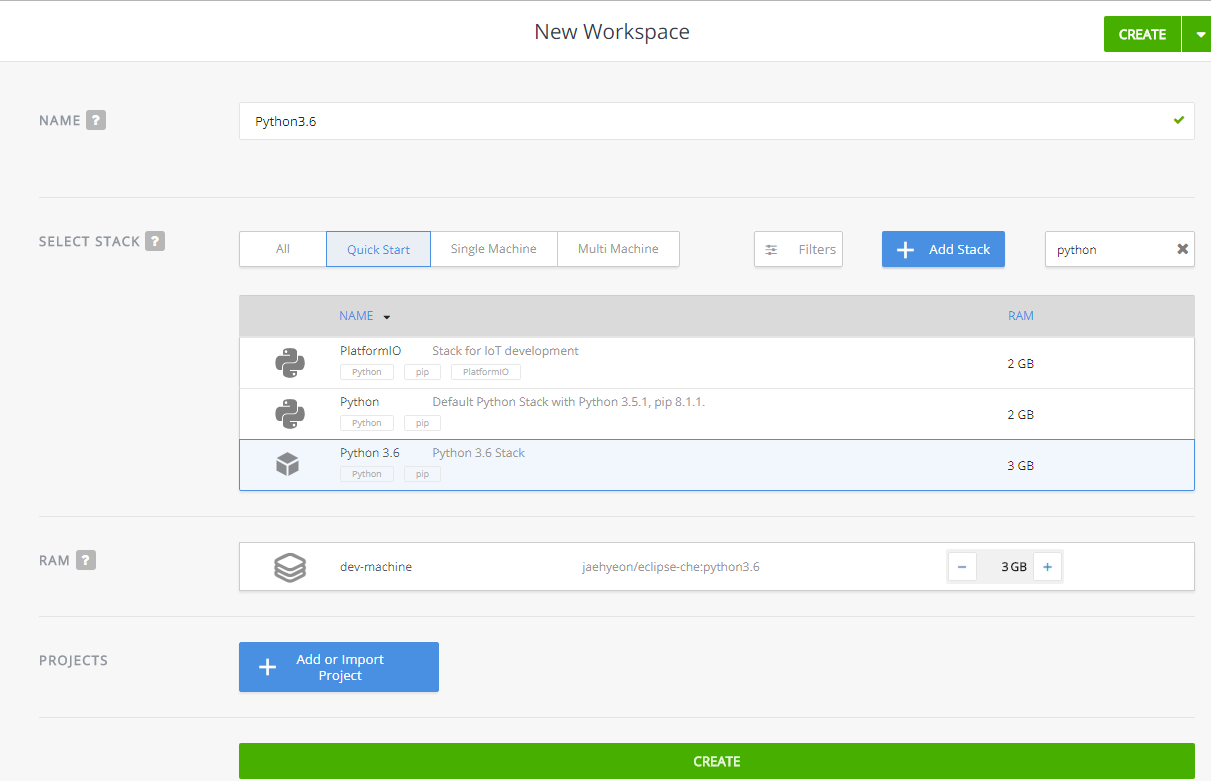 New Workspace
CREATE
NAME ?
Python3.6
SELECT STACK ?
All Quick Start Single Machine Multi Machine Filters Add Stack python
NAME RAM
PlatformIO Stack for IoT development
2 GB
Python pip PlatformIO
Python Default Python Stack with Python 3.5.1, pip 8.1.1.
2 GB
Python pip
Python 3.6 Python 3.6 Stack
3 GB
Python pip
RAM ?
dev-machine jaehyeon/eclipse-che:python3.6 − 3 GB +
PROJECTS
Add or Import
Project
CREATE